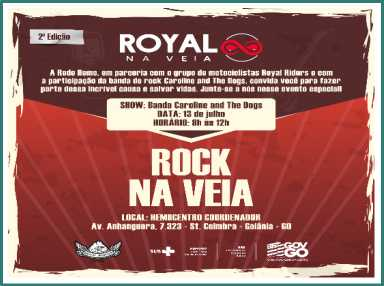 2ª Edição
ROYAL
NA VEIA
A Rede Hemo, em parceria com o grupo de motociclistas Royal Riders e com
a participação da banda de rock Caroline and The Dogs, convida você para fazer
parte dessa incrível causa e salvar vidas. Junte-se a nós nesse evento especial!
SHOW: Banda Caroline and The Dogs
DATA: 13 de julho
HORÁRIO: 8h às 12h
ROCK
NA VEIA
LOCAL: HEMOCENTRO COORDENADOR
Av. Anhanguera, 7.323 - St. Coimbra - Goiânia - GO
SUS
GOV
GO